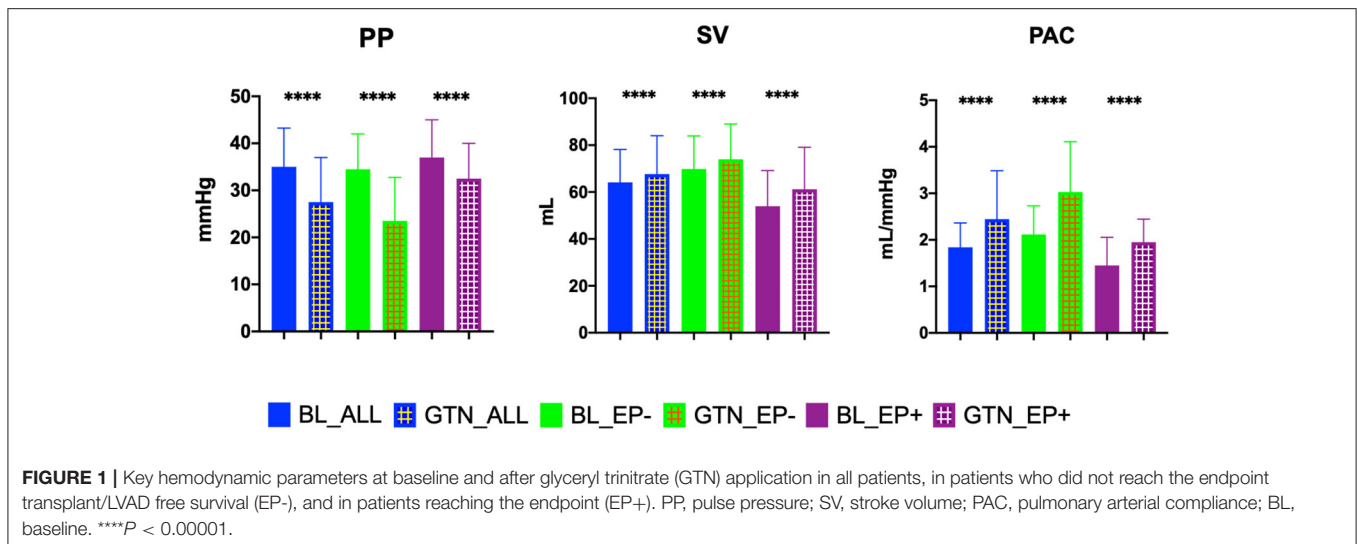 PP
SV
PAC
**** **** ****
**** **** ****
**** **** ****
mmHg
50
40
30
20
10
0
mL
100
80
60
40
20
0
mL/mmHg
5
4
3
2
1
0
BL_ALL GTN_ALL BL_EP- GTN_EP- BL_EP+ GTN_EP+
FIGURE 1 | Key hemodynamic parameters at baseline and after glyceryl trinitrate (GTN) application in all patients, in patients who did not reach the endpoint
transplant/LVAD free survival (EP-), and in patients reaching the endpoint (EP+). PP, pulse pressure; SV, stroke volume; PAC, pulmonary arterial compliance; BL,
baseline. ****P < 0.00001.